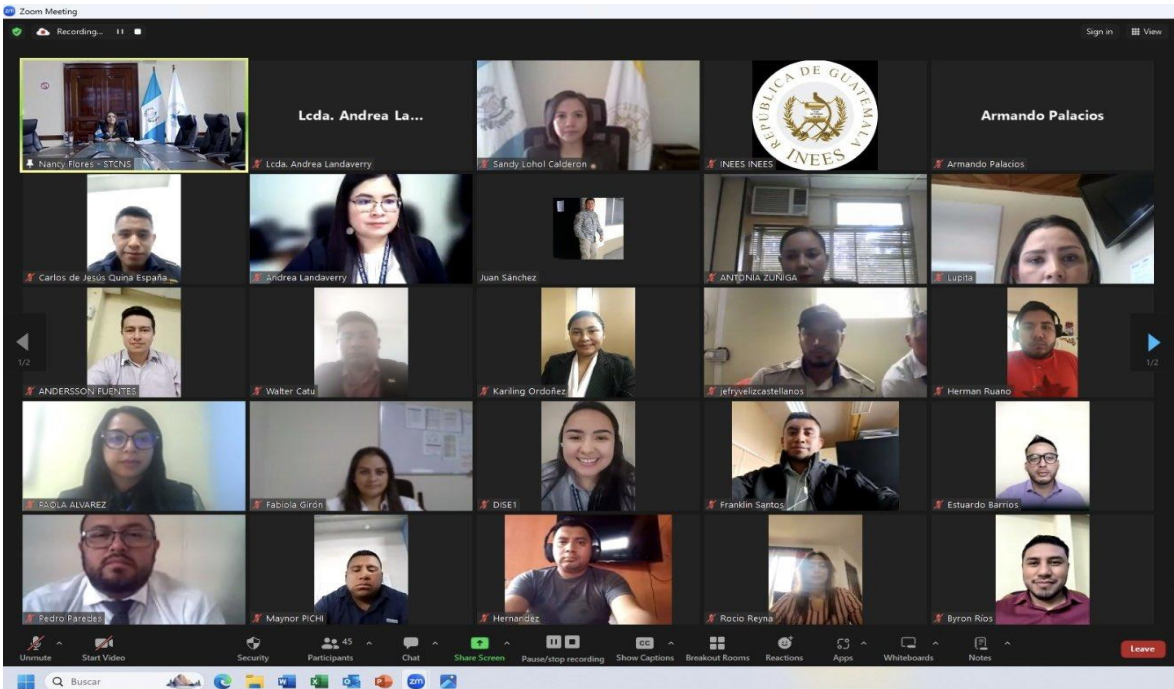 Zoom Meeting
Recording...
Sign in
View
Nancy Flores - STCNS
Lcda. Andrea La...
Lcda. Andrea Landaverry
Sandy Lohol Calderon
REPÚBLICA DE GUATEMALA
INEES
INEES INEES
Armando Palacios
Armando Palacios
Carlos de Jesús Quina España
Andrea Landaverry
Juan Sánchez
ANTONIA ZUÑIGA
Lupita
1/2
ANDERSSON FUENTES
Walter Catu
Kariling Ordoñez
jefryvelizcastellanos
Herman Ruano
1/2
PAOLA ALVAREZ
Fabiola Girón
DISE1
Franklin Santos
Estuardo Barrios
Pedro Paredes
Maynor PICHI
Hernandez
Rocio Reyna
Byron Ríos
Unmute
Start Video
Security
Participants
45
Chat
Share Screen
Pause/stop recording
CC
Show Captions
Breakout Rooms
Reactions
Apps
Whiteboards
Notes
Leave
Buscar
zm